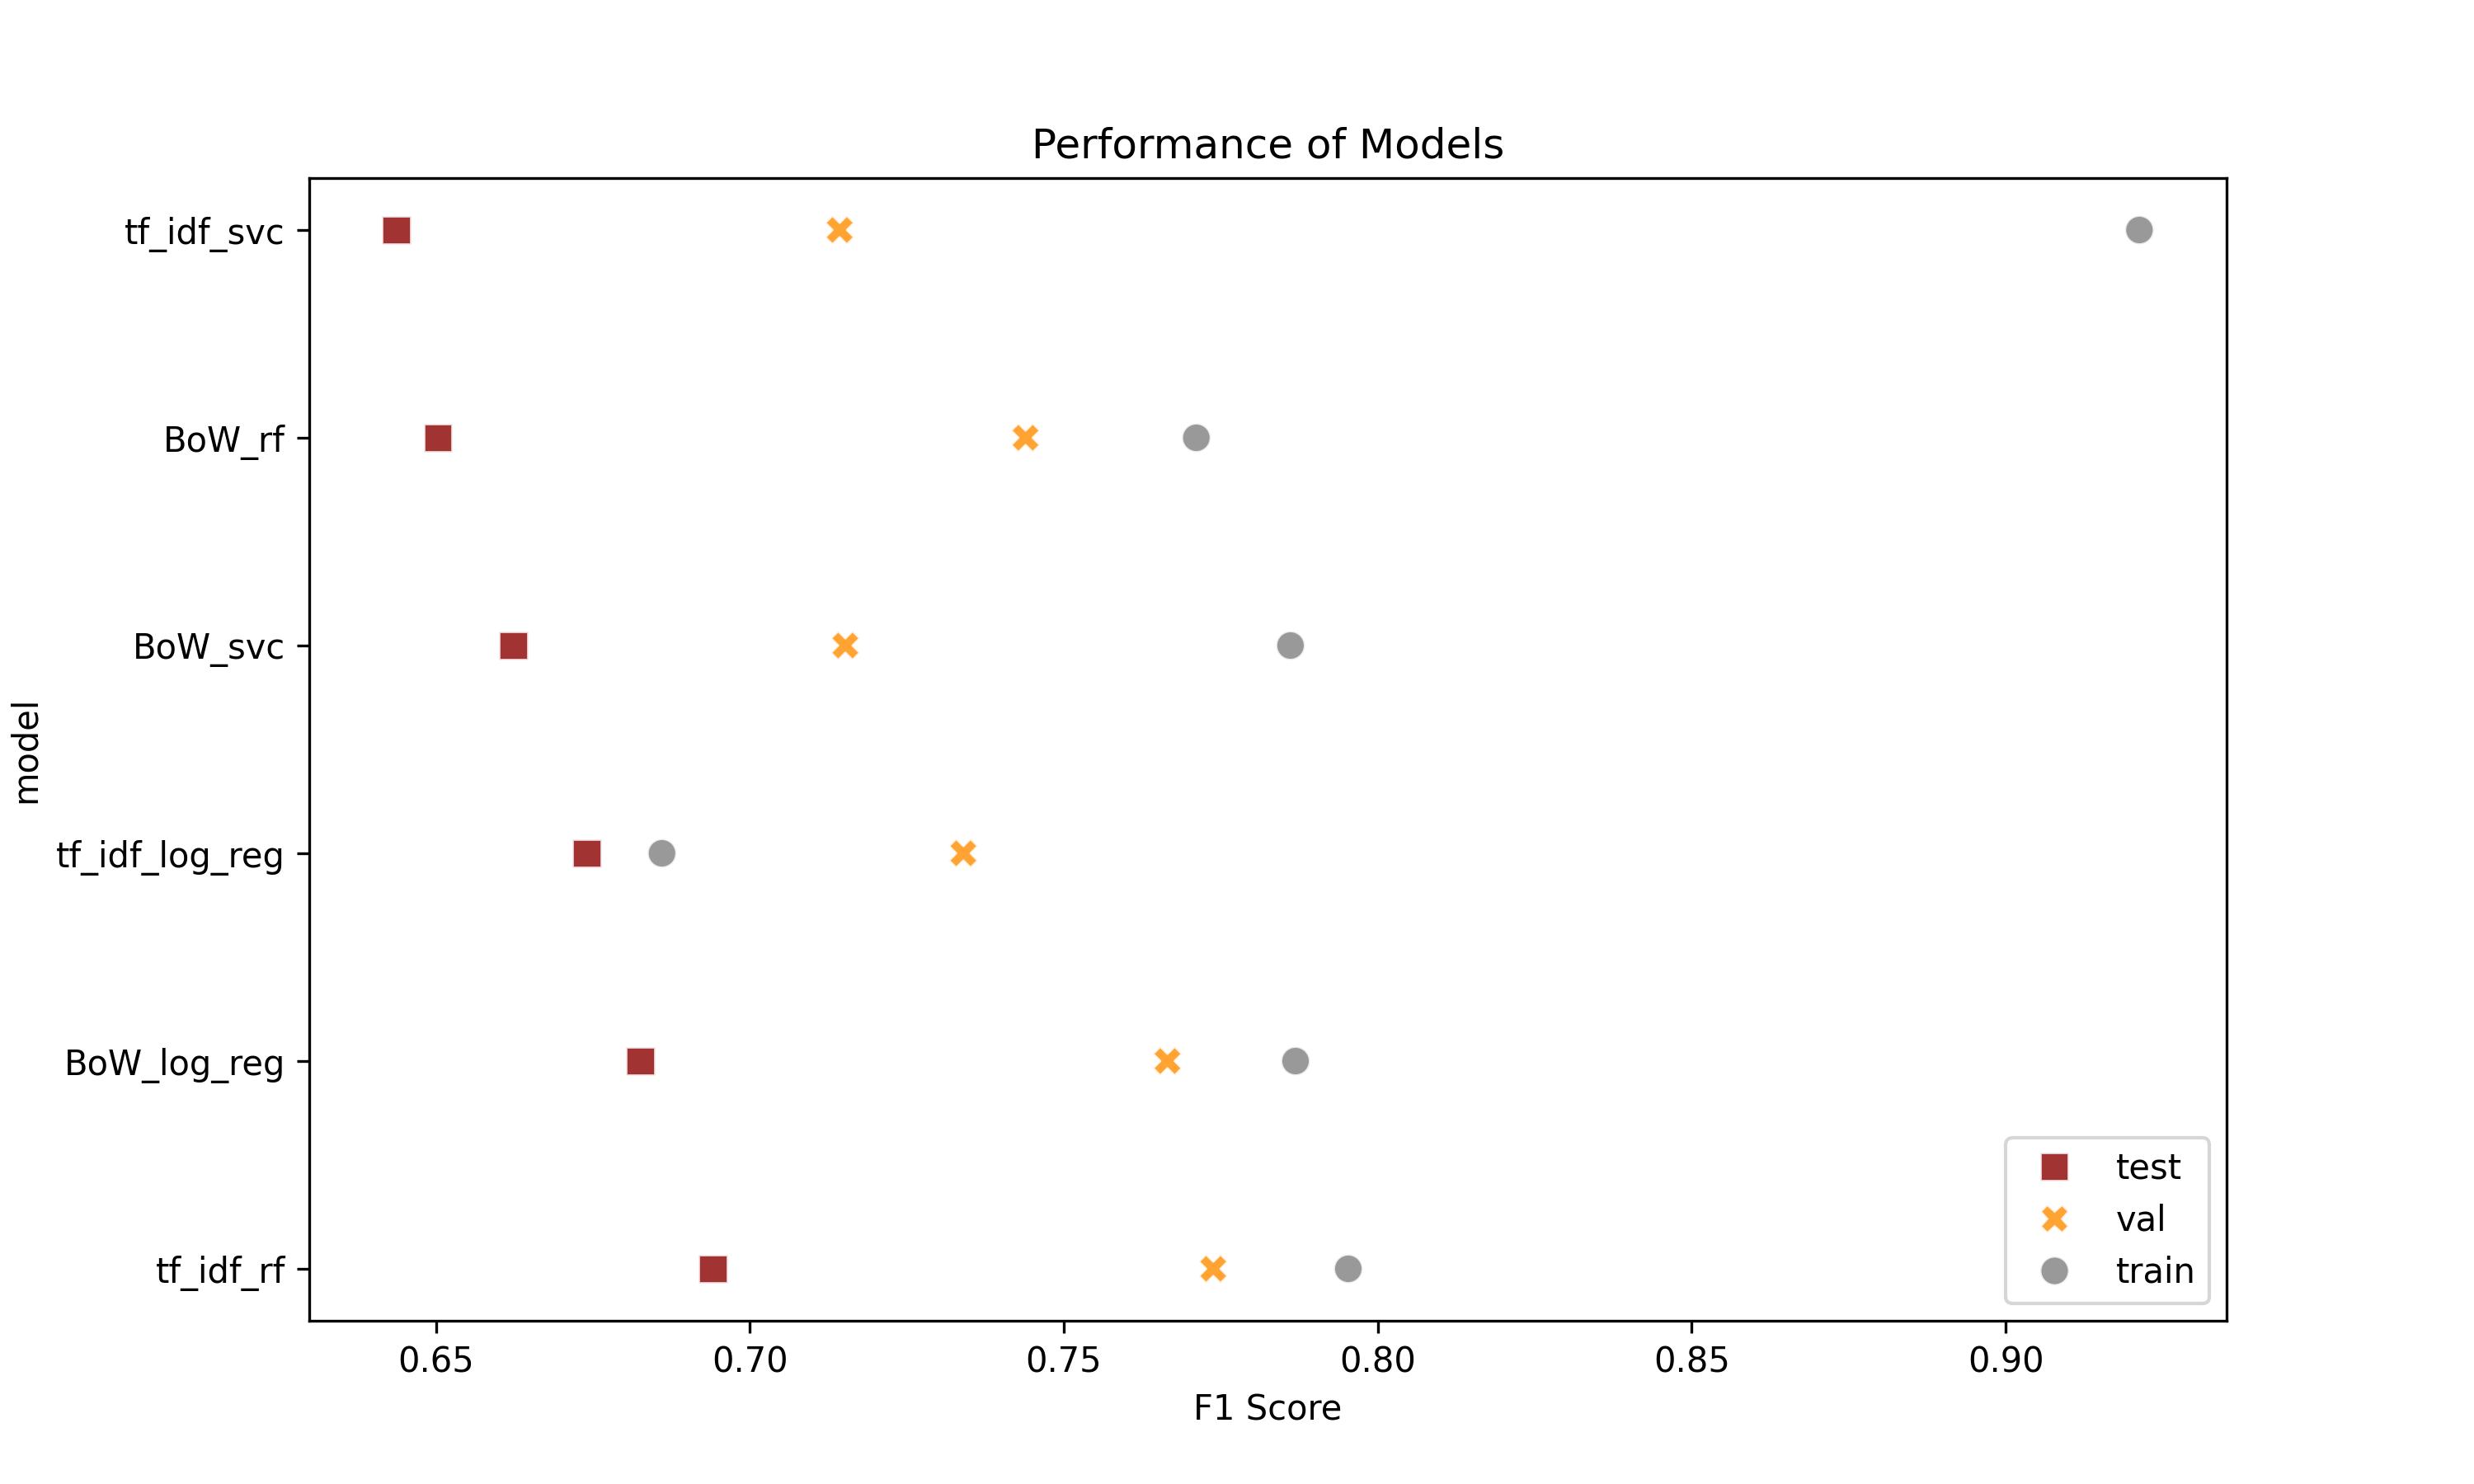 Performance of Models
tf_idf_svc
BoW_rf
BoW_svc
tf_idf_log_reg
BoW_log_reg
tf_idf_rf
model
test
val
train
0.65 0.70 0.75 0.80 0.85 0.90
F1 Score